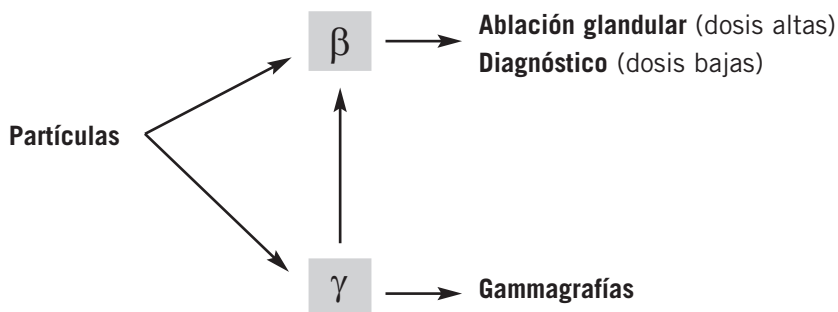 β
Ablación glandular (dosis altas)
Diagnóstico (dosis bajas)
Partículas
γ
Gammagrafías